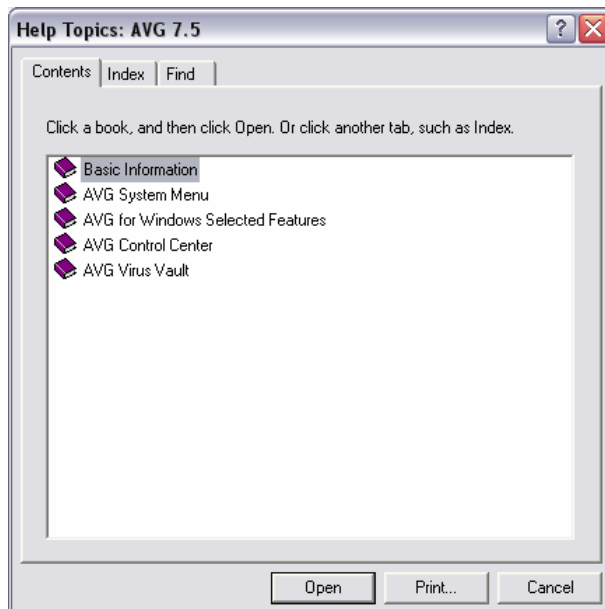 Help Topics: AVG 7.5
?
Contents Index Find
Click a book, and then click Open. Or click another tab, such as Index.
Basic Information
AVG System Menu
AVG for Windows Selected Features
AVG Control Center
AVG Virus Vault
Open Print... Cancel